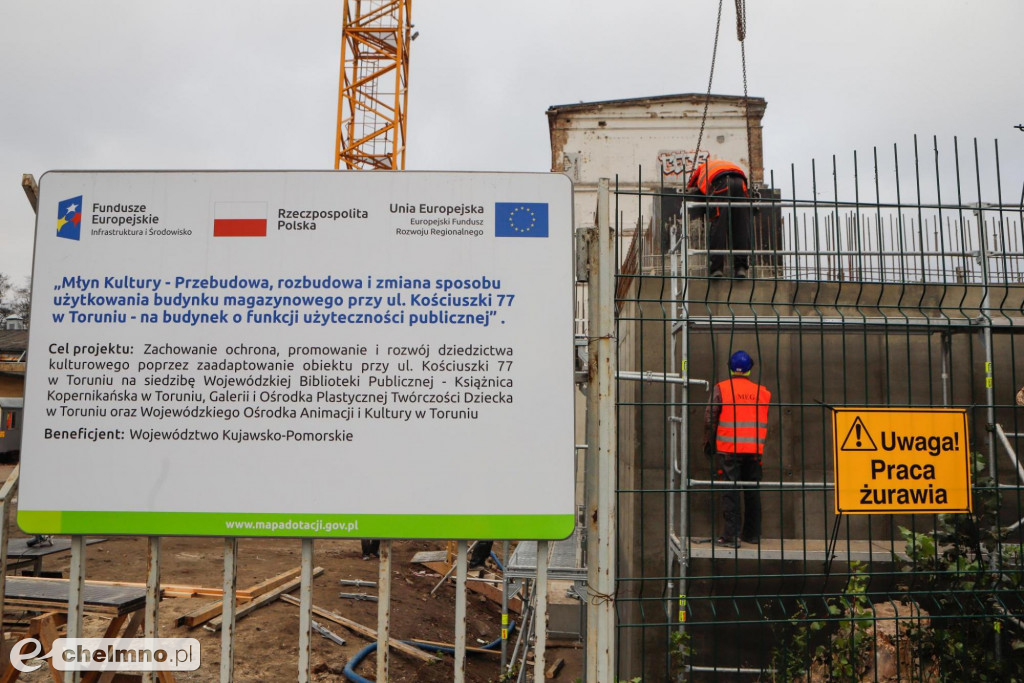 Fundusze
Europejskie
Infrastruktura i Środowisko
Rzeczpospolita
Polska
Unia Europejska
Europejski Fundusz
Rozwoju Regionalnego
„Młyn Kultury - Przebudowa, rozbudowa i zmiana sposobu
użytkowania budynku magazynowego przy ul. Kościuszki 77
w Toruniu - na budynek o funkcji użyteczności publicznej” .
Cel projektu: Zachowanie ochrona, promowanie i rozwój dziedzictwa
kulturowego poprzez zaadaptowanie obiektu przy ul. Kościuszki 77
w Toruniu na siedzibę Wojewódzkiej Biblioteki Publicznej - Książnica
Kopernikańska w Toruniu, Galerii i Ośrodka Plastycznej Twórczości Dziecka
w Toruniu oraz Wojewódzkiego Ośrodka Animacji i Kultury w Toruniu
Beneficjent: Województwo Kujawsko-Pomorskie
www.mapadotacji.gov.pl
Uwaga!
Praca
żurawia
e chelmno.pl